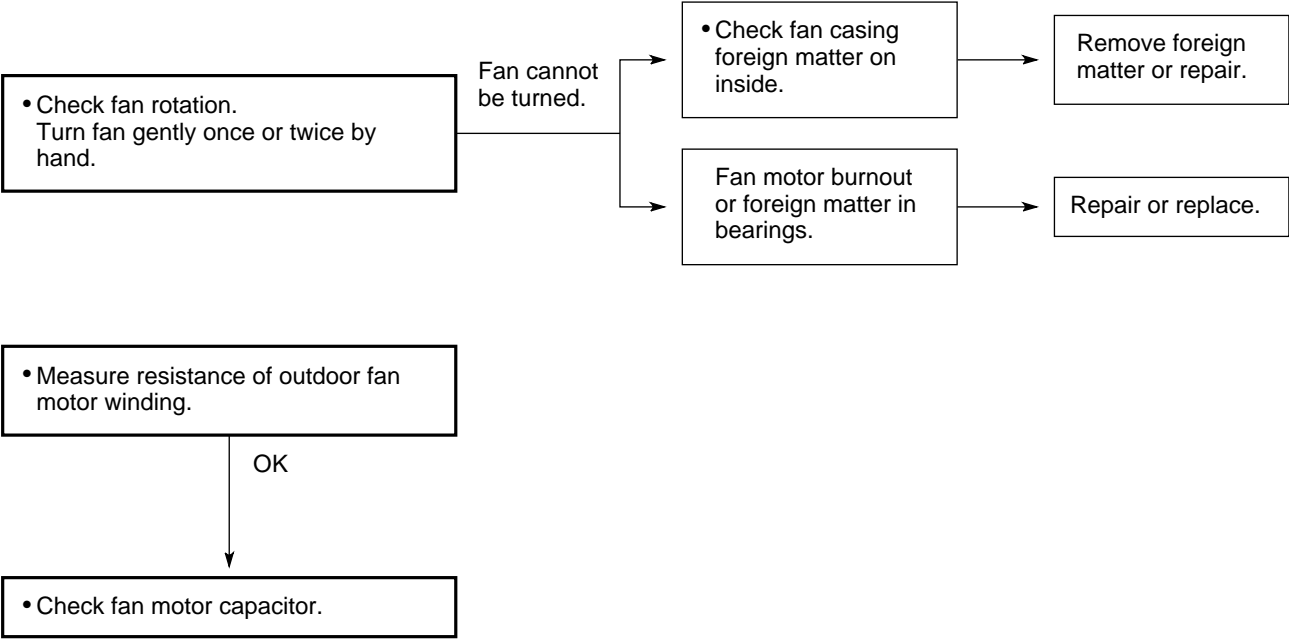 • Check fan rotation.
Turn fan gently once or twice by
hand.
Fan cannot
be turned.
• Check fan casing
foreign matter on
inside.
Remove foreign
matter or repair.
Fan motor burnout
or foreign matter in
bearings.
Repair or replace.
• Measure resistance of outdoor fan
motor winding.
OK
• Check fan motor capacitor.